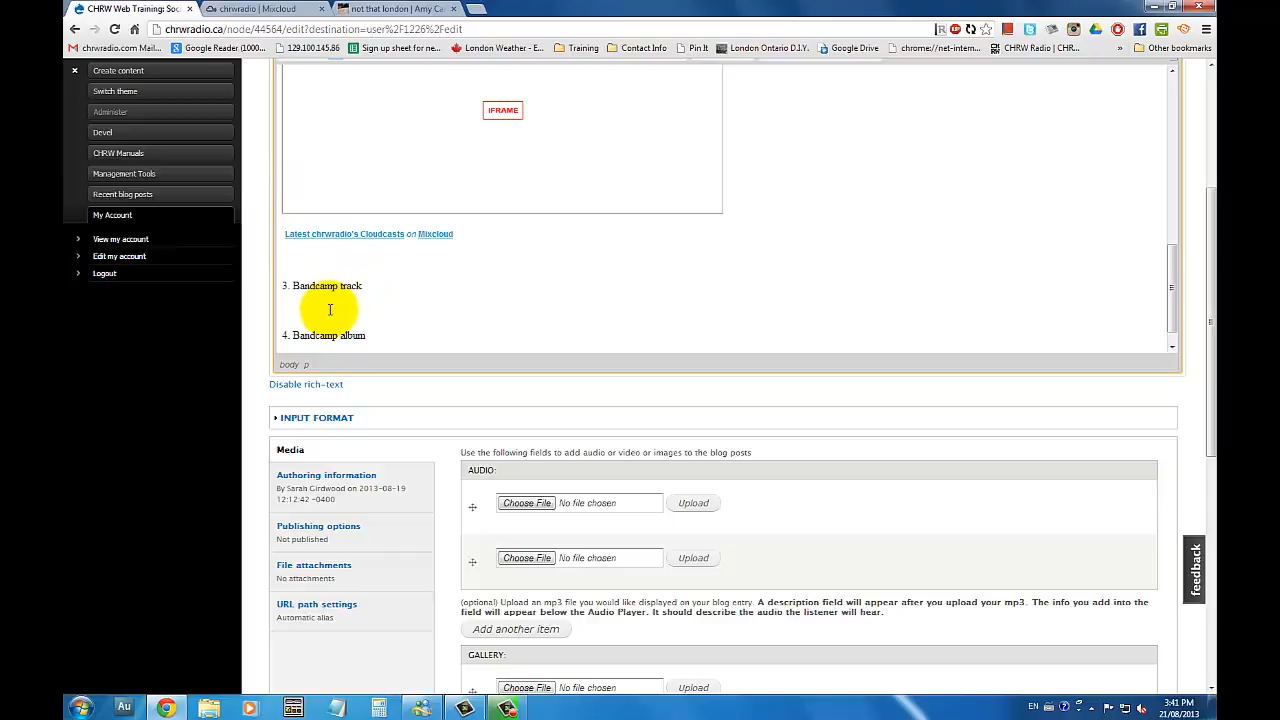 CHRW Web Training: Soc
chrwradio | Mixcloud
not that london | Amy Ca
chrwradio.ca/node/44564/edit?destination=user%2F1226%2Fedit
chrwradio.com Mail...
Google Reader (1000...
129.100.145.86
Sign up sheet for ne...
London Weather - E...
Training
Contact Info
Pin It
London Ontario D.I.Y.
Google Drive
chrome://net-intern...
CHRW Radio | CHR...
»
Other bookmarks
Create content
Switch theme
Administer
Devel
CHRW Manuals
Management Tools
Recent blog posts
My Account
View my account
Edit my account
Logout
IFRAME
Latest chrwradio's Cloudcasts on Mixcloud
3. Bandcamp track
4. Bandcamp album
body p
Disable rich-text
INPUT FORMAT
Media
Authoring information
By Sarah Girdwood on 2013-08-19
12:12:42 -0400
Publishing options
Not published
File attachments
No attachments
URL path settings
Automatic alias
Use the following fields to add audio or video or images to the blog posts
AUDIO:
Choose File No file chosen Upload
Choose File No file chosen Upload
(optional) Upload an mp3 file you would like displayed on your blog entry. A description field will appear after you upload your mp3. The info you add into the
field will appear below the Audio Player. It should describe the audio the listener will hear.
Add another item
GALLERY:
Choose File No file chosen Upload
feedback
Au
EN
3:41 PM
21/08/2013